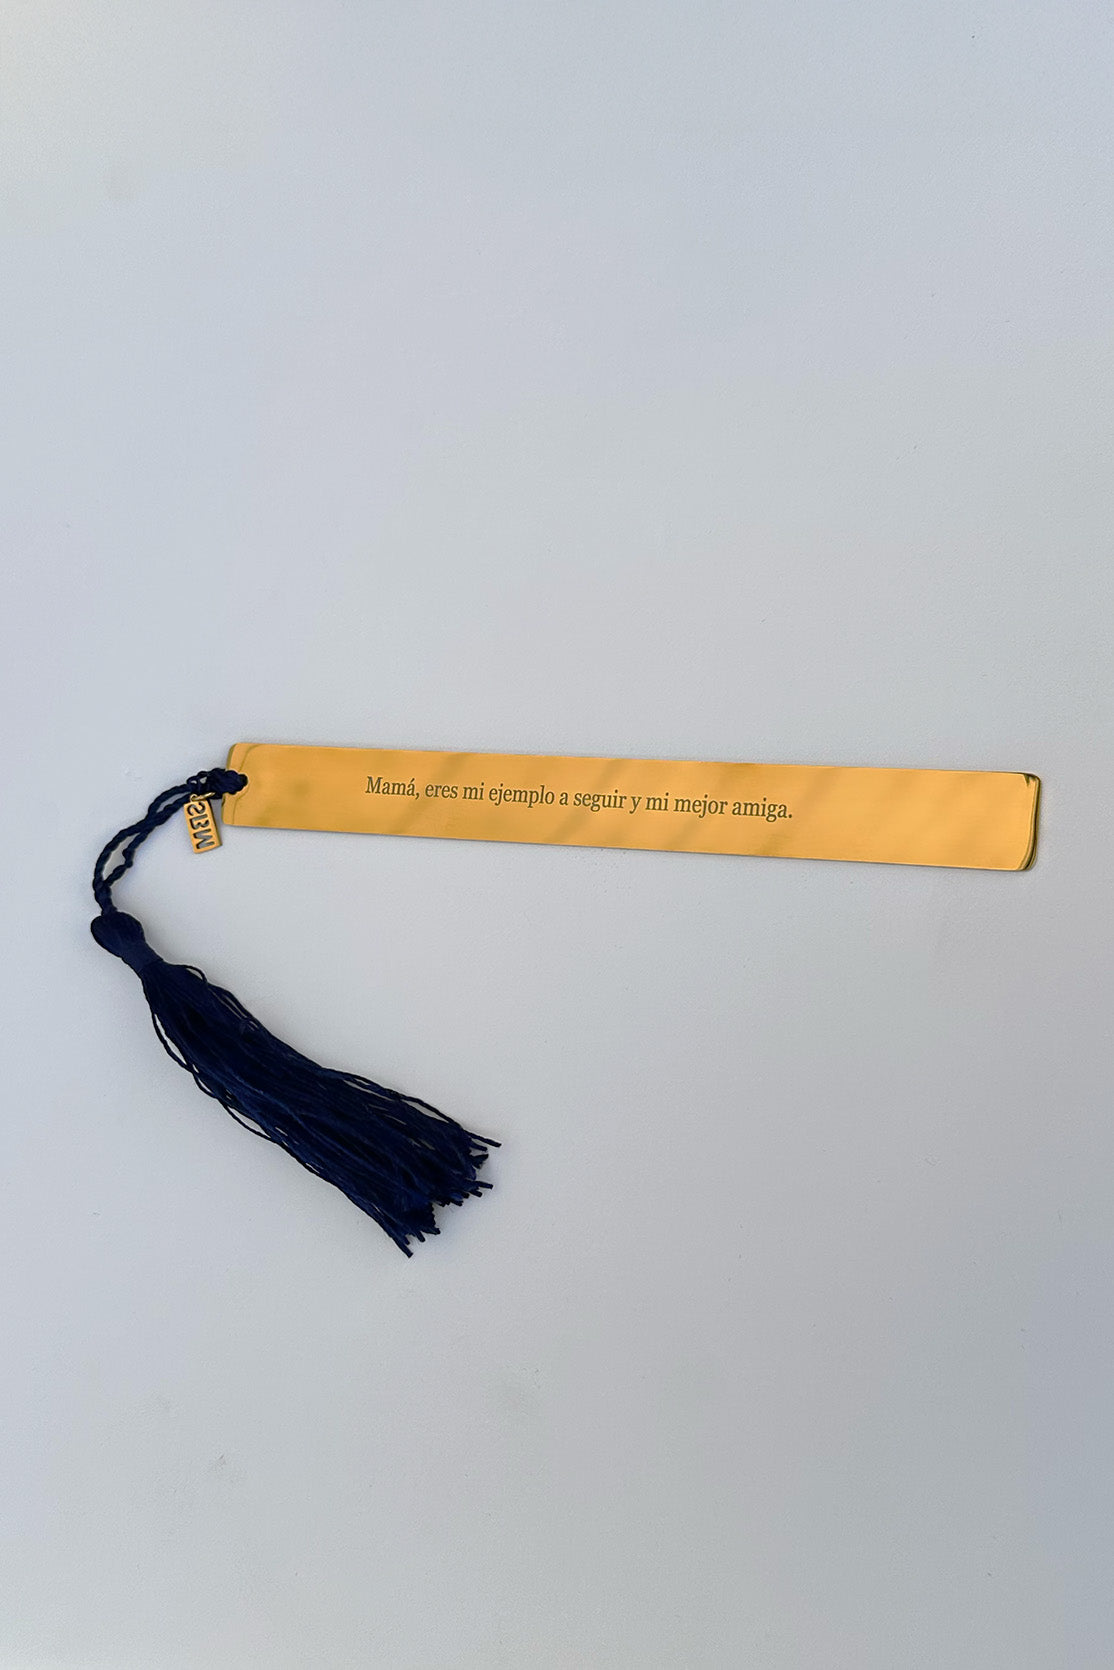 Mamá, eres mi ejemplo a seguir y mi mejor amiga.